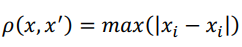 ρ(x, x′) = max(|xᵢ − xᵢ|)